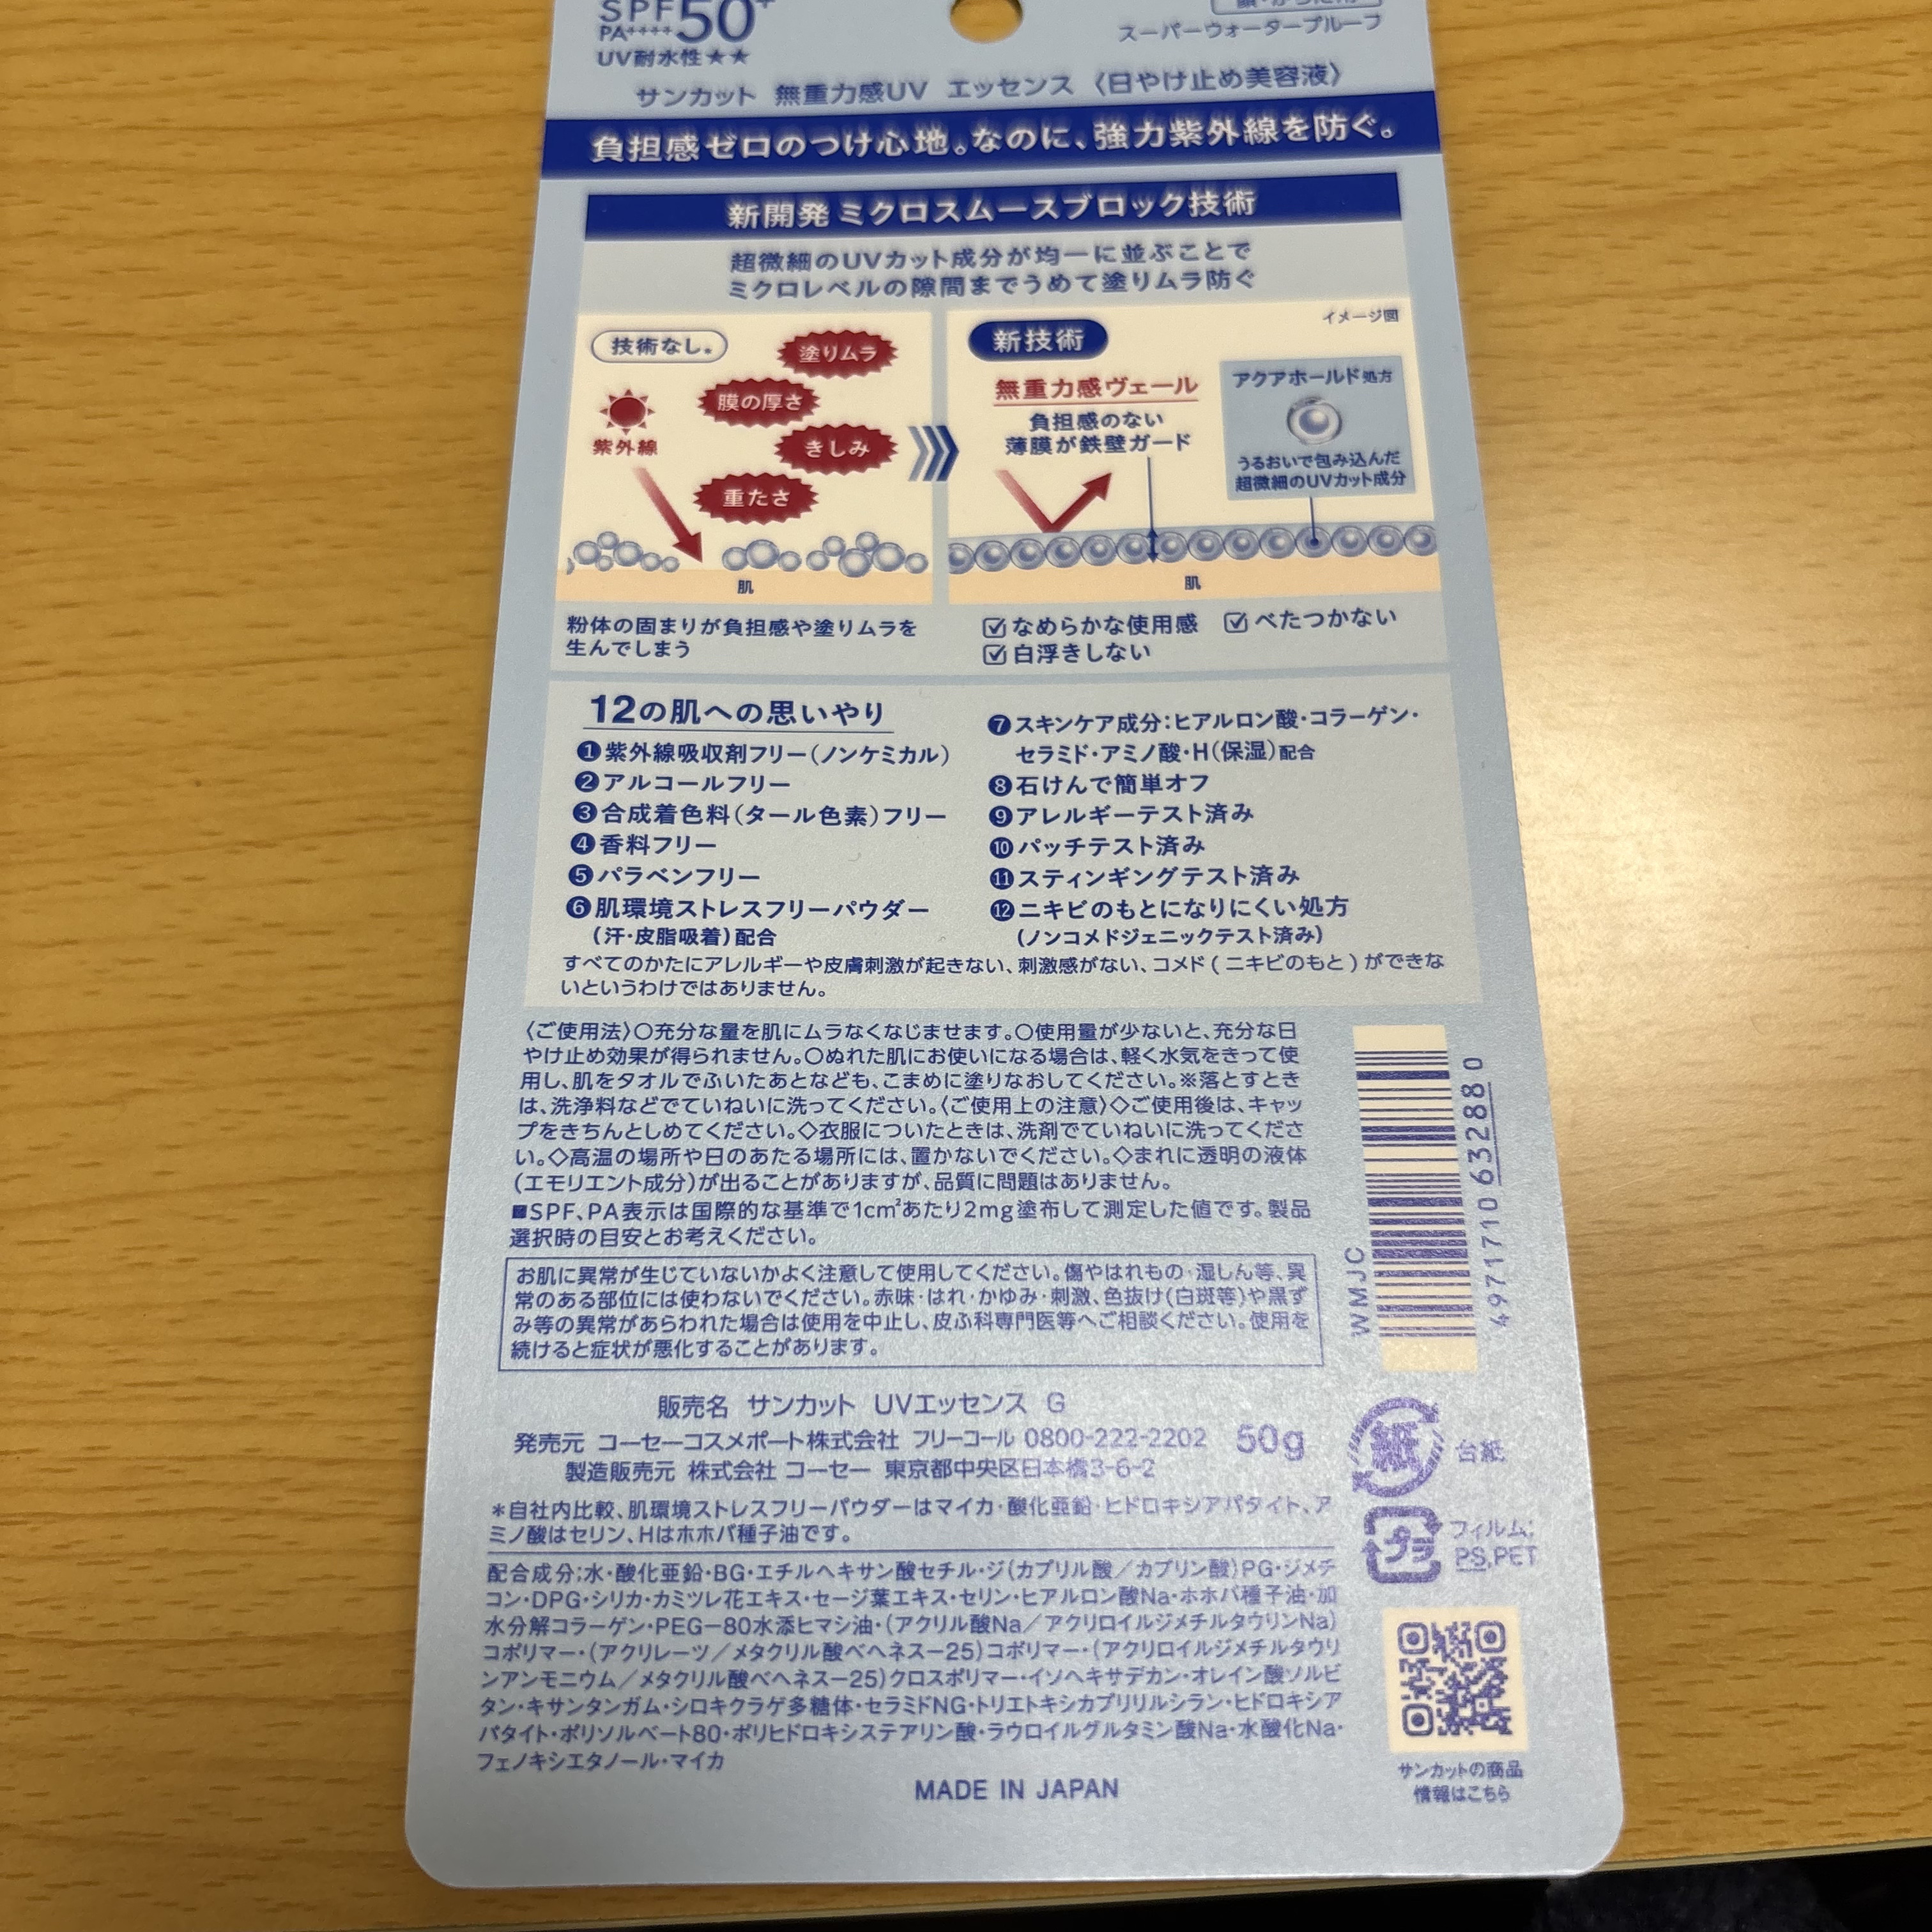 SPF50+
PA++++
UV耐水性★★
スーパーウォータープルーフ
サンカット 無重力感UV エッセンス 〈日やけ止め美容液〉
負担感ゼロのつけ心地。なのに、強力紫外線を防ぐ。
新開発 ミクロスムースブロック技術
超微細のUVカット成分が均一に並ぶことで
ミクロレベルの隙間までうめて塗りムラ防ぐ
技術なし。
塗りムラ
膜の厚さ
きしみ
重たさ
紫外線
肌
粉体の固まりが負担感や塗りムラを
生んでしまう
イメージ図
新技術
無重力感ヴェール
負担感のない
薄膜が鉄壁ガード
アクアホールド処方
うるおいで包み込んだ
超微細のUVカット成分
肌
☑なめらかな使用感 ☑べたつかない
☑白浮きしない
12の肌への思いやり
❶紫外線吸収剤フリー(ノンケミカル)
❷アルコールフリー
❸合成着色料(タール色素)フリー
❹香料フリー
❺パラベンフリー
❻肌環境ストレスフリーパウダー
(汗・皮脂吸着)配合
❼スキンケア成分:ヒアルロン酸・コラーゲン・
セラミド・アミノ酸・H(保湿)配合
❽石けんで簡単オフ
❾アレルギーテスト済み
❿パッチテスト済み
⓫スティンギングテスト済み
⓬ニキビのもとになりにくい処方
(ノンコメドジェニックテスト済み)
すべてのかたにアレルギーや皮膚刺激が起きない、刺激感がない、コメド(ニキビのもと)ができな
いというわけではありません。
〈ご使用法〉○充分な量を肌にムラなくなじませます。○使用量が少ないと、充分な日
やけ止め効果が得られません。○ぬれた肌にお使いになる場合は、軽く水気をきって使
用し、肌をタオルでふいたあとなども、こまめに塗りなおしてください。※落とすとき
は、洗浄料などでていねいに洗ってください。〈ご使用上の注意〉◇ご使用後は、キャッ
プをきちんとしめてください。◇衣服についたときは、洗剤でていねいに洗ってくださ
い。◇高温の場所や日のあたる場所には、置かないでください。◇まれに透明の液体
(エモリエント成分)が出ることがありますが、品質に問題はありません。
■SPF、PA表示は国際的な基準で1cm²あたり2mg塗布して測定した値です。製品
選択時の目安とお考えください。
お肌に異常が生じていないかよく注意して使用してください。傷やはれもの・湿しん等、異
常のある部位には使わないでください。赤味・はれ・かゆみ・刺激、色抜け(白斑等)や黒ず
み等の異常があらわれた場合は使用を中止し、皮ふ科専門医等へご相談ください。使用を
続けると症状が悪化することがあります。
WMJC
4971710632880
販売名 サンカット UVエッセンス G
発売元 コーセーコスメポート株式会社 フリーコール 0800-222-2202 50g
製造販売元 株式会社 コーセー 東京都中央区日本橋3-6-2
紙
台紙
プラ
フィルム:
PS,PET
*自社内比較、肌環境ストレスフリーパウダーはマイカ・酸化亜鉛・ヒドロキシアパタイト、ア
ミノ酸はセリン、Hはホホバ種子油です。
配合成分:水・酸化亜鉛・BG・エチルヘキサン酸セチル・ジ(カプリル酸/カプリン酸)PG・ジメチ
コン・DPG・シリカ・カミツレ花エキス・セージ葉エキス・セリン・ヒアルロン酸Na・ホホバ種子油・加
水分解コラーゲン・PEG-80水添ヒマシ油・(アクリル酸Na/アクリロイルジメチルタウリンNa)
コポリマー・(アクリレーツ/メタクリル酸ベヘネス-25)コポリマー・(アクリロイルジメチルタウリ
ンアンモニウム/メタクリル酸ベヘネス-25)クロスポリマー・イソヘキサデカン・オレイン酸ソルビ
タン・キサンタンガム・シロキクラゲ多糖体・セラミドNG・トリエトキシカプリリルシラン・ヒドロキシア
パタイト・ポリソルベート80・ポリヒドロキシステアリン酸・ラウロイルグルタミン酸Na・水酸化Na・
フェノキシエタノール・マイカ
MADE IN JAPAN
サンカットの商品
情報はこちら